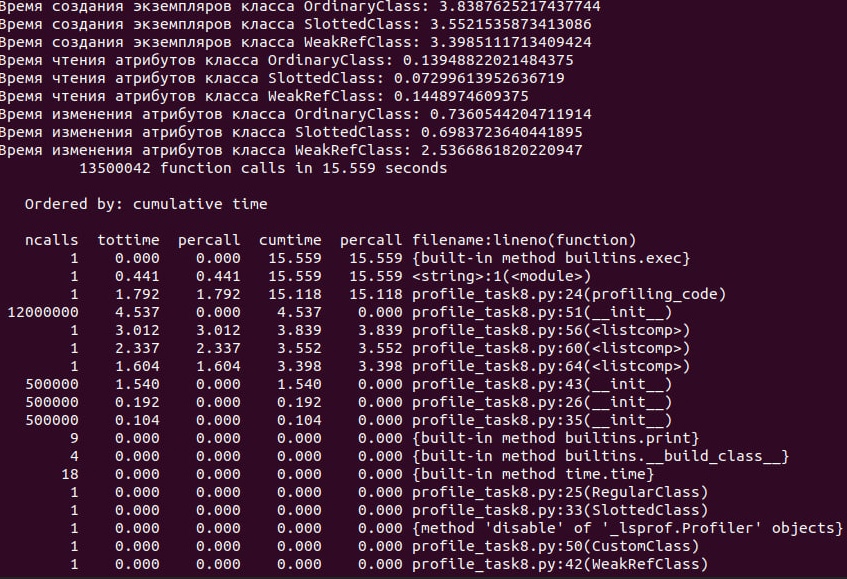 Время создания экземпляров класса OrdinaryClass: 3.8387625217437744
Время создания экземпляров класса SlottedClass: 3.5521535873413086
Время создания экземпляров класса WeakRefClass: 3.3985111713409424
Время чтения атрибутов класса OrdinaryClass: 0.13948822021484375
Время чтения атрибутов класса SlottedClass: 0.07299613952636719
Время чтения атрибутов класса WeakRefClass: 0.1448974609375
Время изменения атрибутов класса OrdinaryClass: 0.7360544204711914
Время изменения атрибутов класса SlottedClass: 0.6983723640441895
Время изменения атрибутов класса WeakRefClass: 2.5366861820220947
13500042 function calls in 15.559 seconds
Ordered by: cumulative time
ncalls tottime percall cumtime percall filename:lineno(function)
1 0.000 0.000 15.559 15.559 {built-in method builtins.exec}
1 0.441 0.441 15.559 15.559 <string>:1(<module>)
1 1.792 1.792 15.118 15.118 profile_task8.py:24(profiling_code)
12000000 4.537 0.000 4.537 0.000 profile_task8.py:51(__init__)
1 3.012 3.012 3.839 3.839 profile_task8.py:56(<listcomp>)
1 2.337 2.337 3.552 3.552 profile_task8.py:60(<listcomp>)
1 1.604 1.604 3.398 3.398 profile_task8.py:64(<listcomp>)
500000 1.540 0.000 1.540 0.000 profile_task8.py:43(__init__)
500000 0.192 0.000 0.192 0.000 profile_task8.py:26(__init__)
500000 0.104 0.000 0.104 0.000 profile_task8.py:35(__init__)
9 0.000 0.000 0.000 0.000 {built-in method builtins.print}
4 0.000 0.000 0.000 0.000 {built-in method builtins.__build_class__}
18 0.000 0.000 0.000 0.000 {built-in method time.time}
1 0.000 0.000 0.000 0.000 profile_task8.py:25(RegularClass)
1 0.000 0.000 0.000 0.000 profile_task8.py:33(SlottedClass)
1 0.000 0.000 0.000 0.000 {method 'disable' of '_lsprof.Profiler' objects}
1 0.000 0.000 0.000 0.000 profile_task8.py:50(CustomClass)
1 0.000 0.000 0.000 0.000 profile_task8.py:42(WeakRefClass)